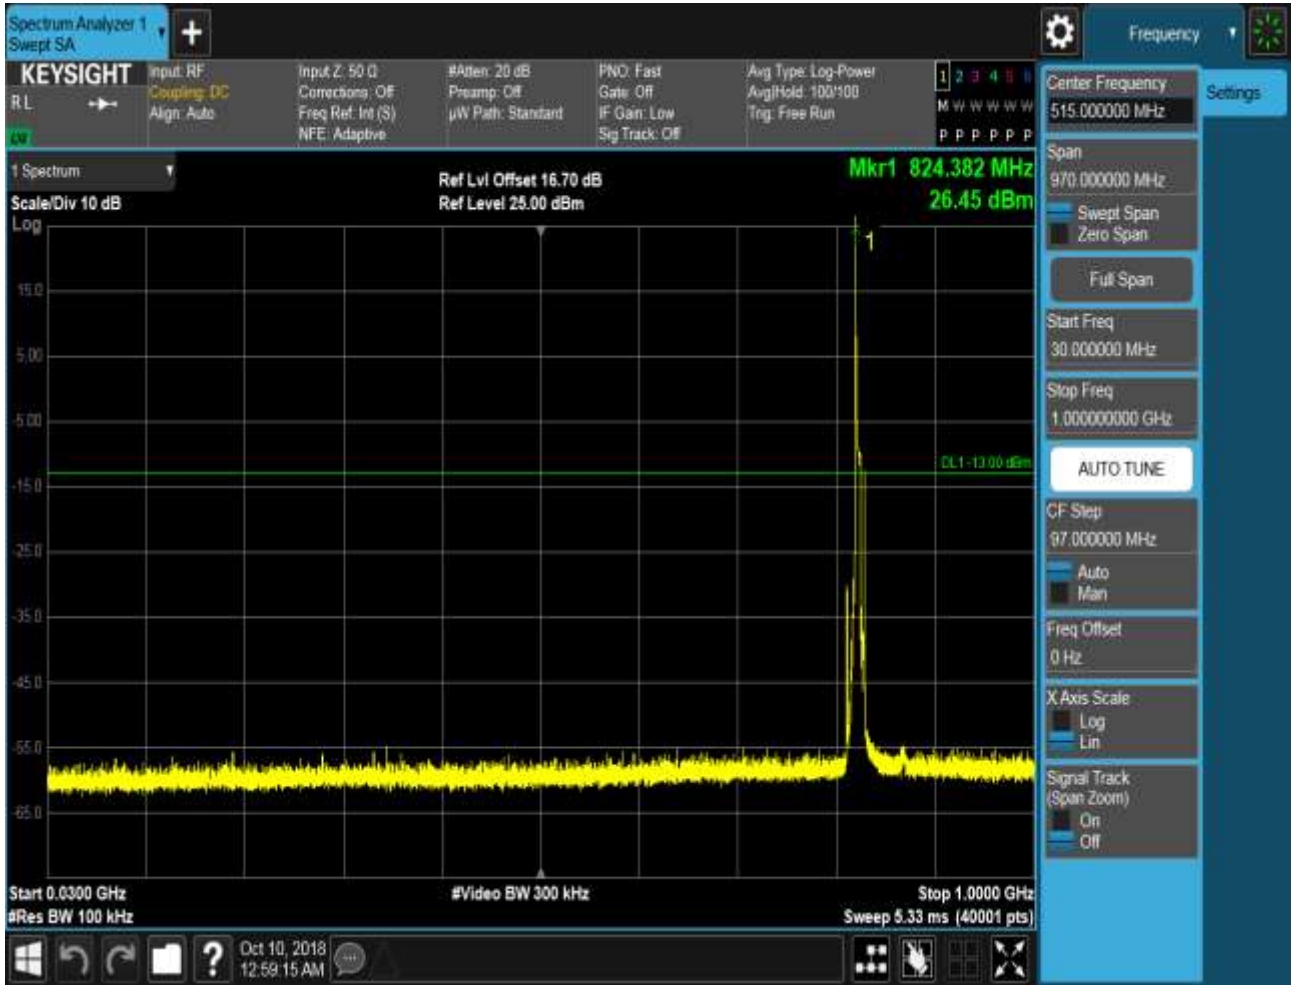 Spectrum Analyzer 1
Swept SA
Frequency
KEYSIGHT
R L
Input: RF
Coupling: DC
Align: Auto
Input Z: 50 Ω
Corrections: Off
Freq Ref: Int (S)
NFE: Adaptive
#Atten: 20 dB
Preamp: Off
µW Path: Standard
PNO: Fast
Gate: Off
IF Gain: Low
Sig Track: Off
Avg Type: Log-Power
Avg|Hold: 100/100
Trig: Free Run
1 2 3 4 5 6
M W W W W W
P P P P P P
1 Spectrum
Scale/Div 10 dB
Log
Ref Lvl Offset 16.70 dB
Ref Level 25.00 dBm
Mkr1 824.382 MHz
26.45 dBm
1
15.0
5.00
-5.00
DL1 -13.00 dBm
-15.0
-25.0
-35.0
-45.0
-55.0
-65.0
Start 0.0300 GHz
#Res BW 100 kHz
#Video BW 300 kHz
Stop 1.0000 GHz
Sweep 5.33 ms (40001 pts)
Center Frequency
515.000000 MHz
Settings
Span
970.000000 MHz
Swept Span
Zero Span
Full Span
Start Freq
30.000000 MHz
Stop Freq
1.000000000 GHz
AUTO TUNE
CF Step
97.000000 MHz
Auto
Man
Freq Offset
0 Hz
X Axis Scale
Log
Lin
Signal Track
(Span Zoom)
On
Off
?
Oct 10, 2018
12:59:15 AM